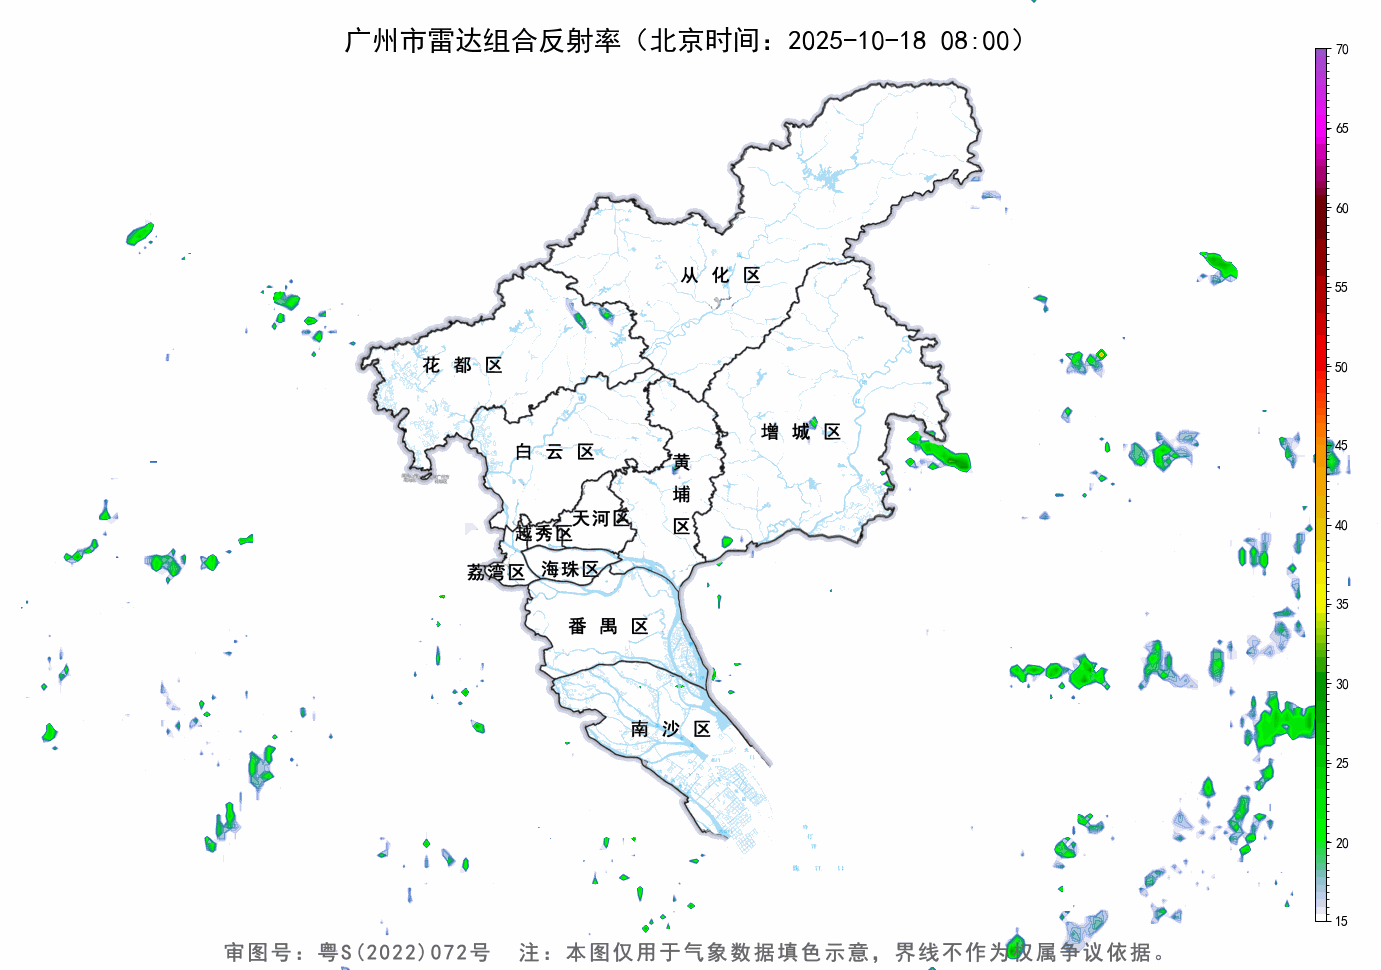 广州市雷达组合反射率（北京时间：2025-10-18 08:00）
70
65
60
55
50
45
40
35
30
25
20
15
从化区
花都区
增城区
白云区
黄埔区
天河区
越秀区
海珠区
荔湾区
番禺区
南沙区
审图号：粤S(2022)072号 注：本图仅用于气象数据填色示意，界线不作为权属争议依据。